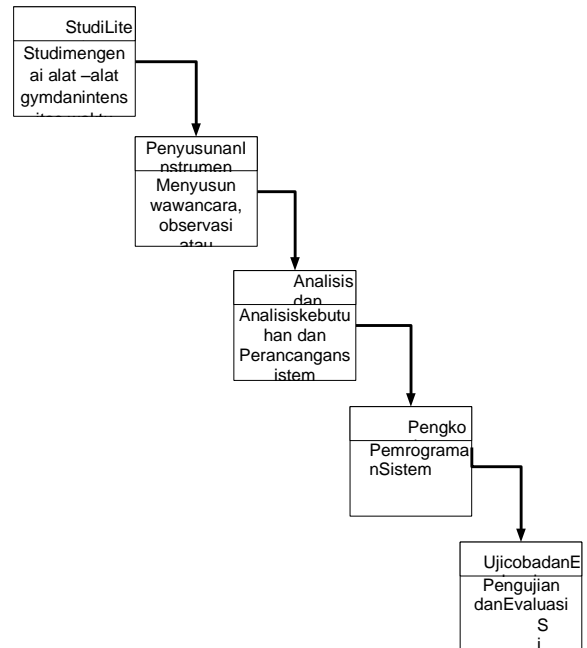 StudiLite
Studimengen
ai alat –alat
gymdanintens
PenyusunanI
nstrumen
Menyusun
wawancara,
observasi
atau
Analisis
dan
Analisiskebutu
han dan
Perancangans
istem
Pengko
Pemrograma
nSistem
UjicobadanE
Pengujian
danEvaluasi
S
i